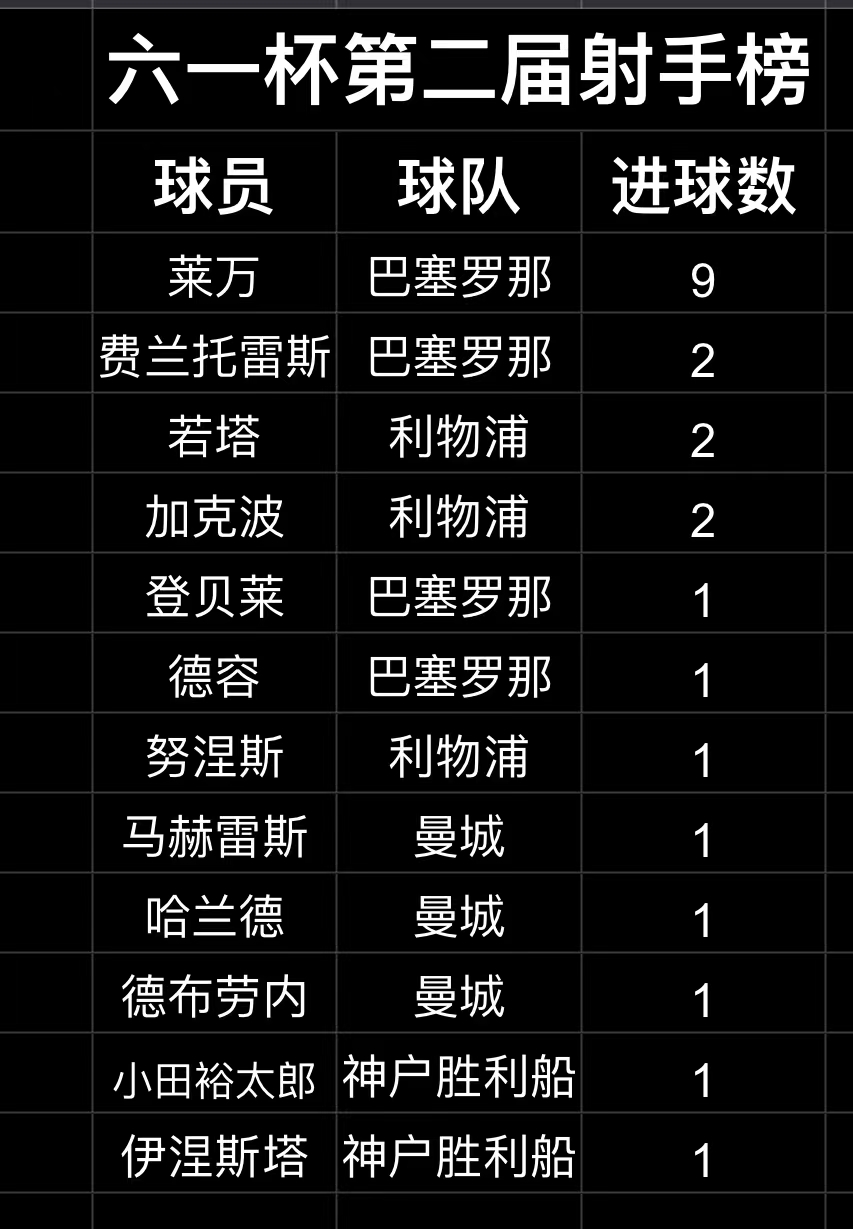 六一杯第二届射手榜
球员 球队 进球数
莱万 巴塞罗那 9
费兰托雷斯 巴塞罗那 2
若塔 利物浦 2
加克波 利物浦 2
登贝莱 巴塞罗那 1
德容 巴塞罗那 1
努涅斯 利物浦 1
马赫雷斯 曼城 1
哈兰德 曼城 1
德布劳内 曼城 1
小田裕太郎 神户胜利船 1
伊涅斯塔 神户胜利船 1